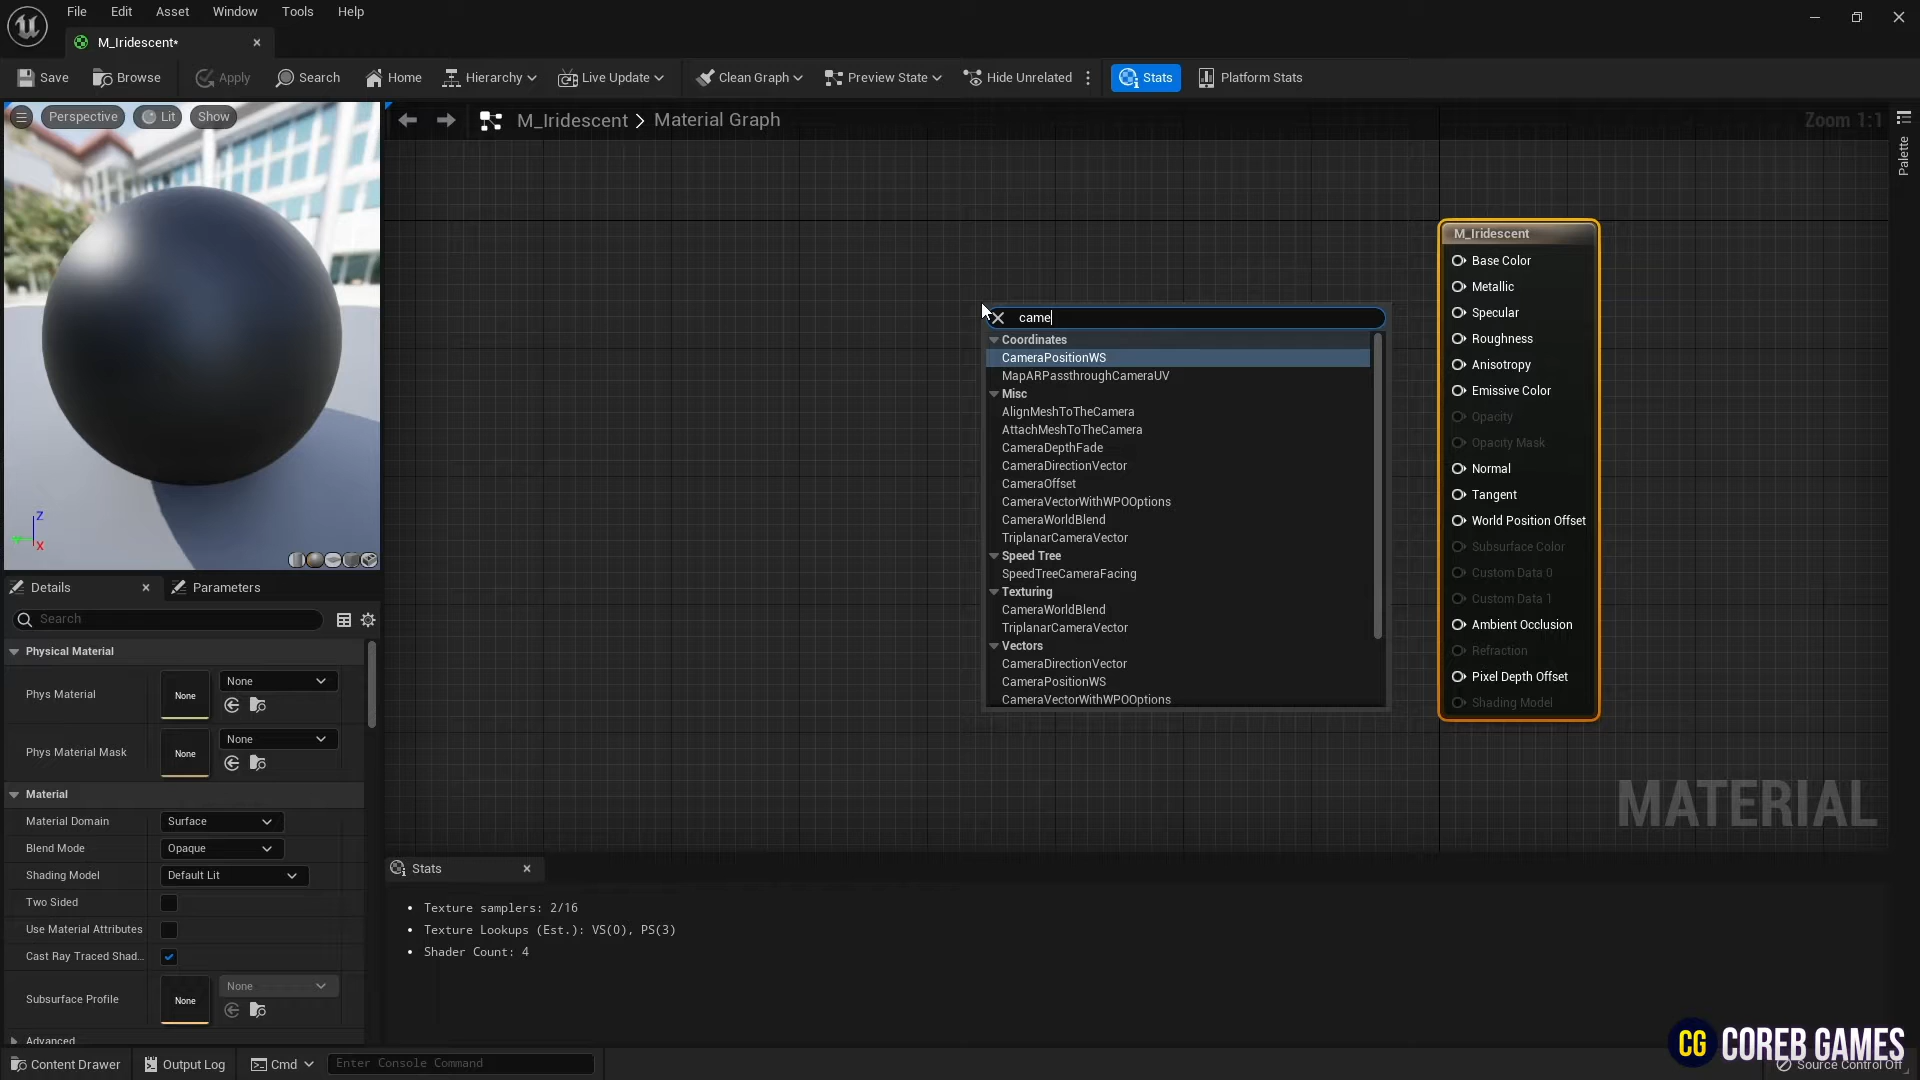 File Edit Asset Window Tools Help
M_Iridescent*
Save Browse Apply Search Home Hierarchy Live Update Clean Graph Preview State Hide Unrelated Stats Platform Stats
Perspective Lit Show
M_Iridescent > Material Graph
Zoom 1:1
Palette
M_Iridescent
Base Color
Metallic
Specular
Roughness
Anisotropy
Emissive Color
Opacity
Opacity Mask
Normal
Tangent
World Position Offset
Subsurface Color
Custom Data 0
Custom Data 1
Ambient Occlusion
Refraction
Pixel Depth Offset
Shading Model
came
Coordinates
CameraPositionWS
MapARPassthroughCameraUV
Misc
AlignMeshToTheCamera
AttachMeshToTheCamera
CameraDepthFade
CameraDirectionVector
CameraOffset
CameraVectorWithWPOOptions
CameraWorldBlend
TriplanarCameraVector
Speed Tree
SpeedTreeCameraFacing
Texturing
CameraWorldBlend
TriplanarCameraVector
Vectors
CameraDirectionVector
CameraPositionWS
CameraVectorWithWPOOptions
Z
X
Details Parameters
Search
Physical Material
Phys Material None None
Phys Material Mask None None
Material
Material Domain Surface
Blend Mode Opaque
Shading Model Default Lit
Two Sided
Use Material Attributes
Cast Ray Traced Shad...
Subsurface Profile None None
Advanced
MATERIAL
Stats
• Texture samplers: 2/16
• Texture Lookups (Est.): VS(0), PS(3)
• Shader Count: 4
Content Drawer Output Log Cmd Enter Console Command
CG COREB GAMES
Source Control Off